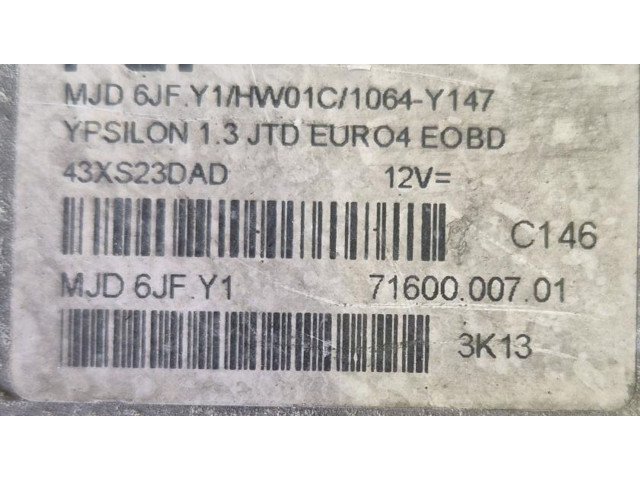 MJD 6JF.Y1/HW01C/1064-Y147
YPSILON 1.3 JTD EURO4 EOBD
43XS23DAD 12V=
C146
MJD 6JF.Y1 71600.007.01
3K13